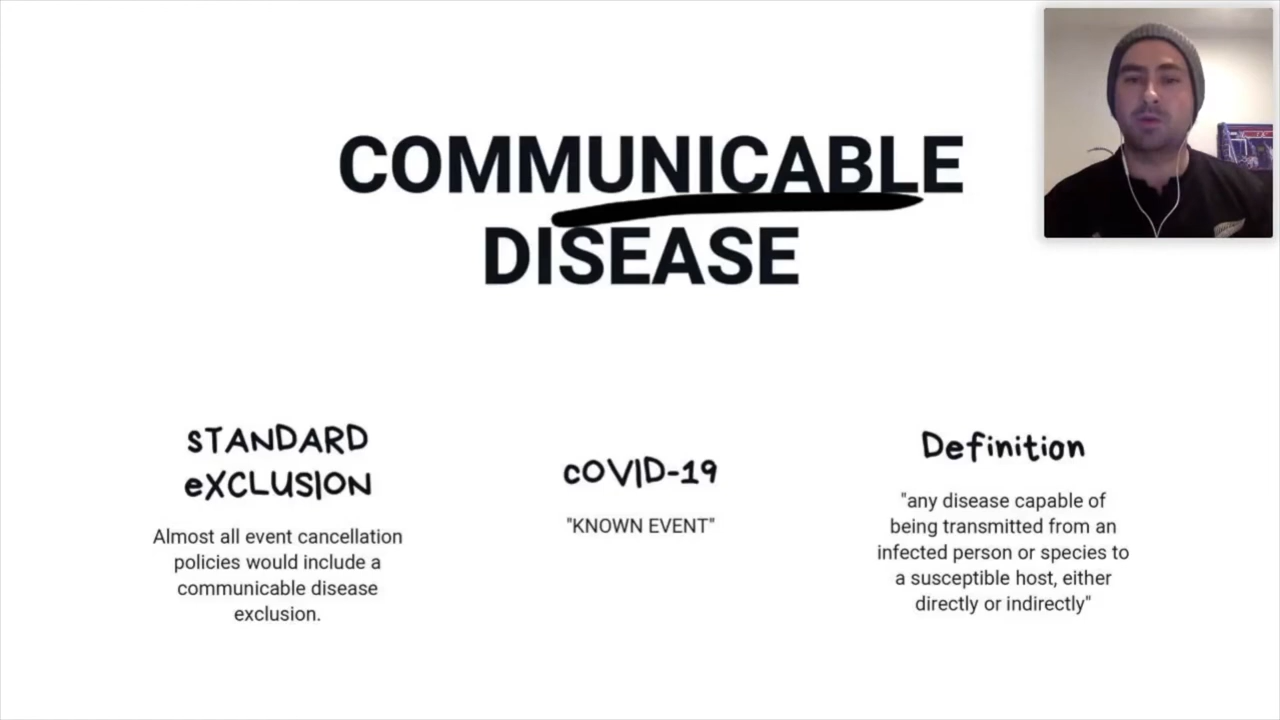 COMMUNICABLE
DISEASE
sTANDARD
eXCLUSION
Almost all event cancellation
policies would include a
communicable disease
exclusion.
cOVID-19
"KNOWN EVENT"
Definition
"any disease capable of
being transmitted from an
infected person or species to
a susceptible host, either
directly or indirectly"